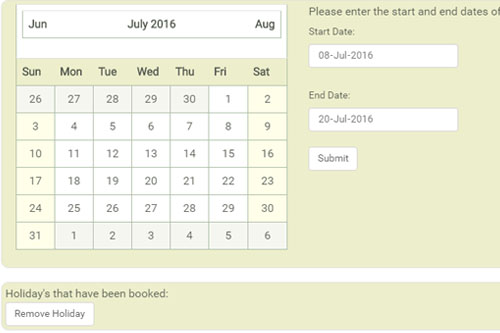 Jun July 2016 Aug
Sun Mon Tue Wed Thu Fri Sat
26 27 28 29 30 1 2
3 4 5 6 7 8 9
10 11 12 13 14 15 16
17 18 19 20 21 22 23
24 25 26 27 28 29 30
31 1 2 3 4 5 6
Please enter the start and end dates of
Start Date:
08-Jul-2016
End Date:
20-Jul-2016
Submit
Holiday's that have been booked:
Remove Holiday